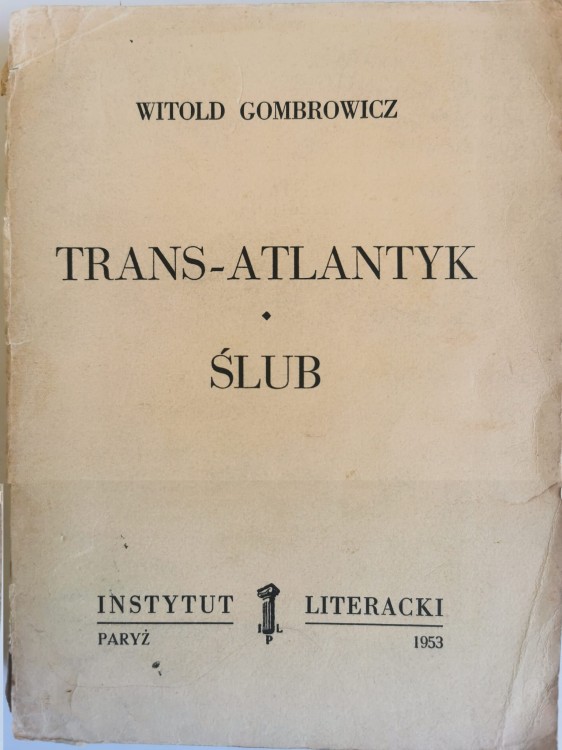 WITOLD GOMBROWICZ
TRANS-ATLANTYK
ŚLUB
INSTYTUT LITERACKI
I L
P
PARYŻ 1953